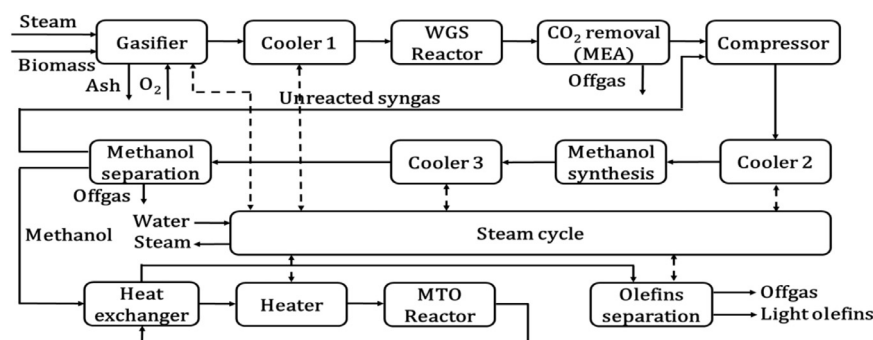 Steam
Gasifier
Cooler 1
WGS
Reactor
CO₂ removal
(MEA)
Compressor
Biomass
Ash
O₂
Offgas
Unreacted syngas
Methanol
separation
Cooler 3
Methanol
synthesis
Cooler 2
Offgas
Water
Steam
Methanol
Steam cycle
Heat
exchanger
Heater
MTO
Reactor
Olefins
separation
Offgas
Light olefins